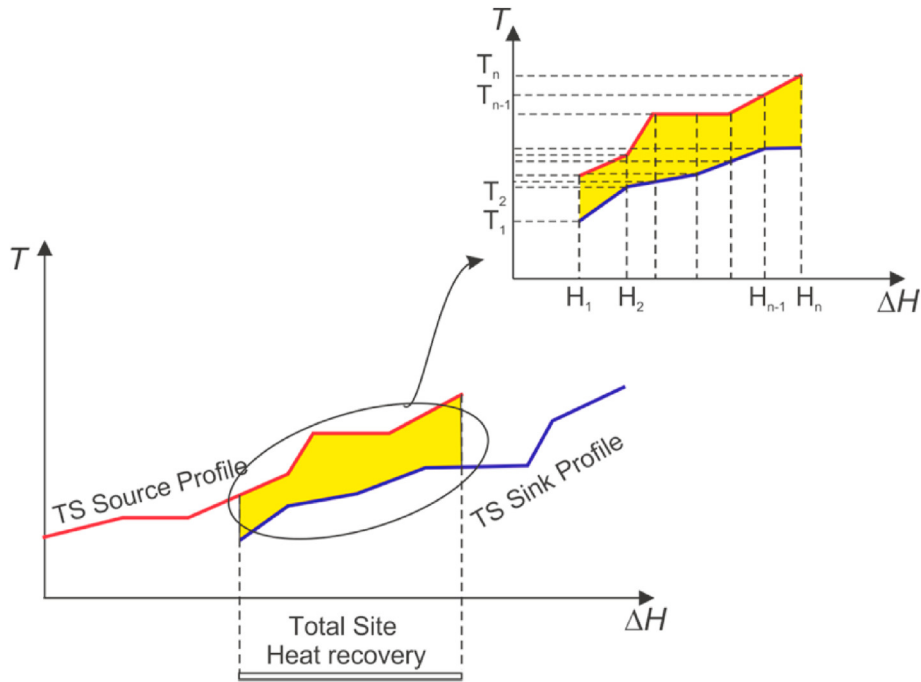 T
Tₙ
Tₙ₋₁
T₂
T₁
H₁ H₂ Hₙ₋₁ Hₙ
ΔH
T
TS Source Profile
TS Sink Profile
ΔH
Total Site
Heat recovery